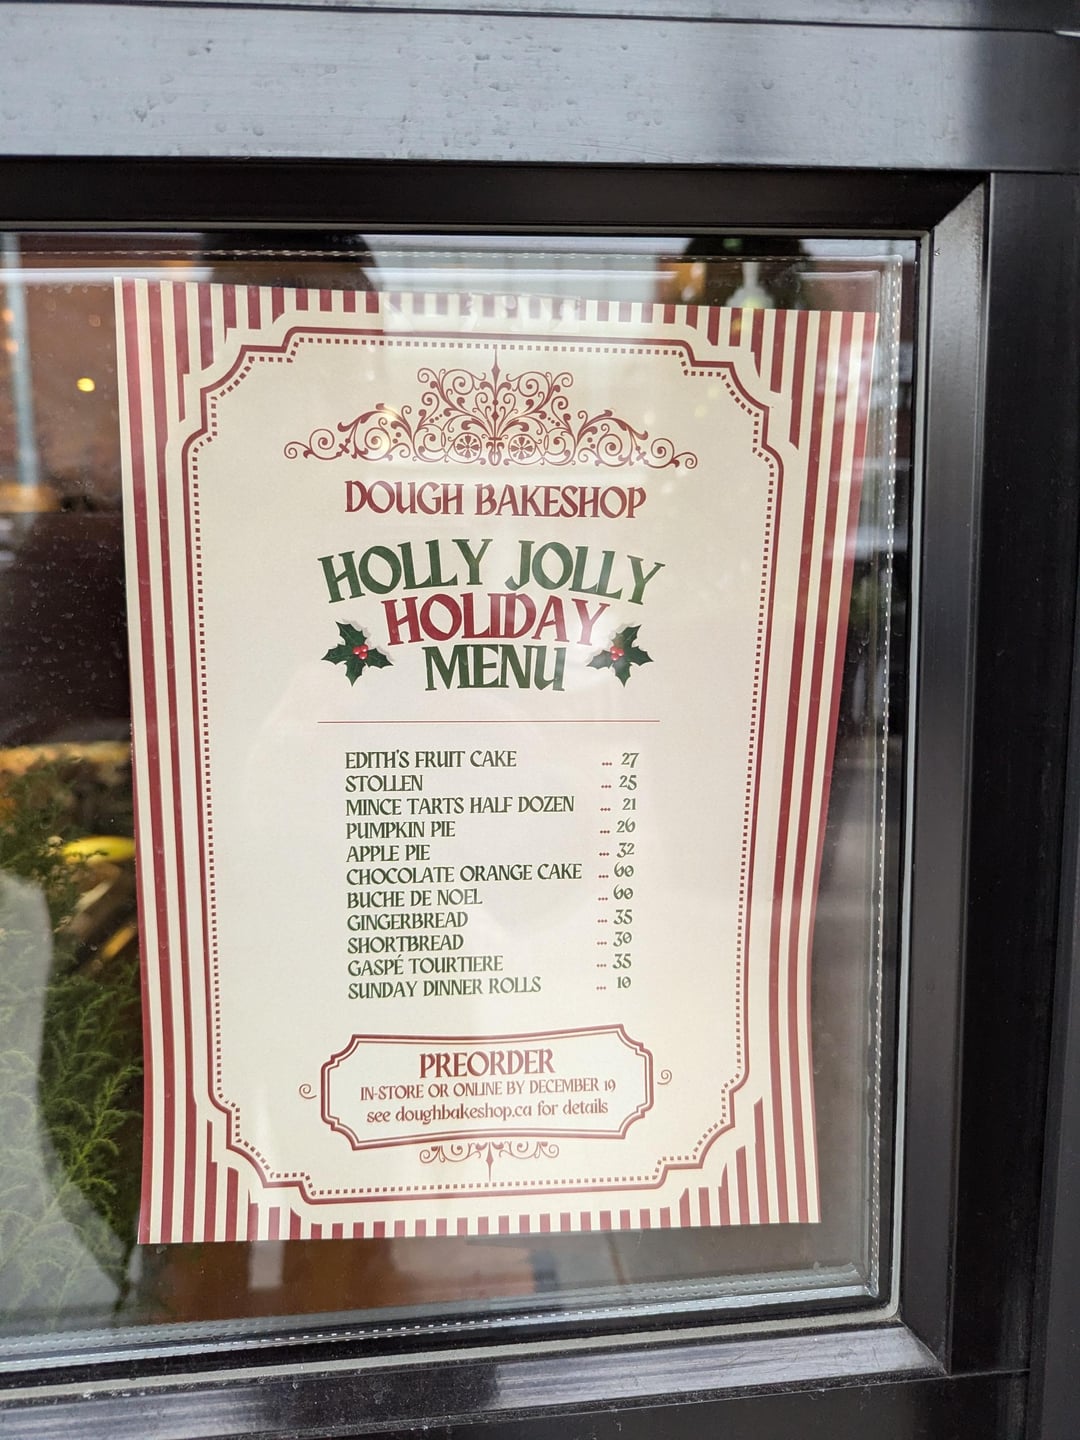 DOUGH BAKESHOP
HOLLY JOLLY
HOLIDAY
MENU
EDITH'S FRUIT CAKE ... 27
STOLLEN ... 25
MINCE TARTS HALF DOZEN ... 21
PUMPKIN PIE ... 26
APPLE PIE ... 32
CHOCOLATE ORANGE CAKE ... 60
BUCHE DE NOEL ... 60
GINGERBREAD ... 35
SHORTBREAD ... 30
GASPÉ TOURTIERE ... 35
SUNDAY DINNER ROLLS ... 10
PREORDER
IN-STORE OR ONLINE BY DECEMBER 19
see doughbakeshop.ca for details